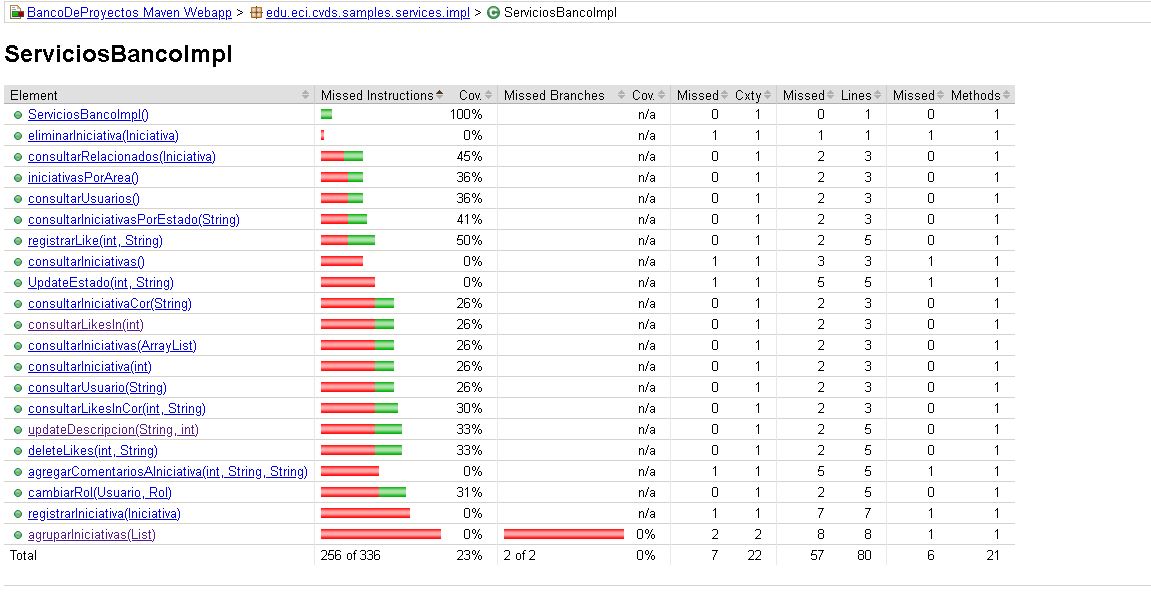 BancoDeProyectos Maven Webapp > edu.eci.cvds.samples.services.impl > ServiciosBancoImpl
ServiciosBancoImpl
Element Missed Instructions Cov. Missed Branches Cov. Missed Cxty Missed Lines Missed Methods
ServiciosBancoImpl() 100% n/a 0 1 0 1 0 1
eliminarIniciativa(Iniciativa) 0% n/a 1 1 1 1 1 1
consultarRelacionados(Iniciativa) 45% n/a 0 1 2 3 0 1
iniciativasPorArea() 36% n/a 0 1 2 3 0 1
consultarUsuarios() 36% n/a 0 1 2 3 0 1
consultarIniciativasPorEstado(String) 41% n/a 0 1 2 3 0 1
registrarLike(int, String) 50% n/a 0 1 2 5 0 1
consultarIniciativas() 0% n/a 1 1 3 3 1 1
UpdateEstado(int, String) 0% n/a 1 1 5 5 1 1
consultarIniciativaCor(String) 26% n/a 0 1 2 3 0 1
consultarLikesIn(int) 26% n/a 0 1 2 3 0 1
consultarIniciativas(ArrayList) 26% n/a 0 1 2 3 0 1
consultarIniciativa(int) 26% n/a 0 1 2 3 0 1
consultarUsuario(String) 26% n/a 0 1 2 3 0 1
consultarLikesInCor(int, String) 30% n/a 0 1 2 3 0 1
updateDescripcion(String, int) 33% n/a 0 1 2 5 0 1
deleteLikes(int, String) 33% n/a 0 1 2 5 0 1
agregarComentariosAIniciativa(int, String, String) 0% n/a 1 1 5 5 1 1
cambiarRol(Usuario, Rol) 31% n/a 0 1 2 5 0 1
registrarIniciativa(Iniciativa) 0% n/a 1 1 7 7 1 1
agruparIniciativas(List) 0% 0% 2 2 8 8 1 1
Total 256 of 336 23% 2 of 2 0% 7 22 57 80 6 21